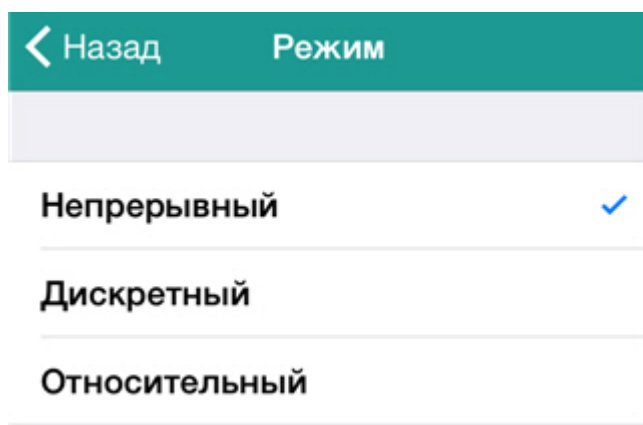 Назад Режим
Непрерывный
Дискретный
Относительный